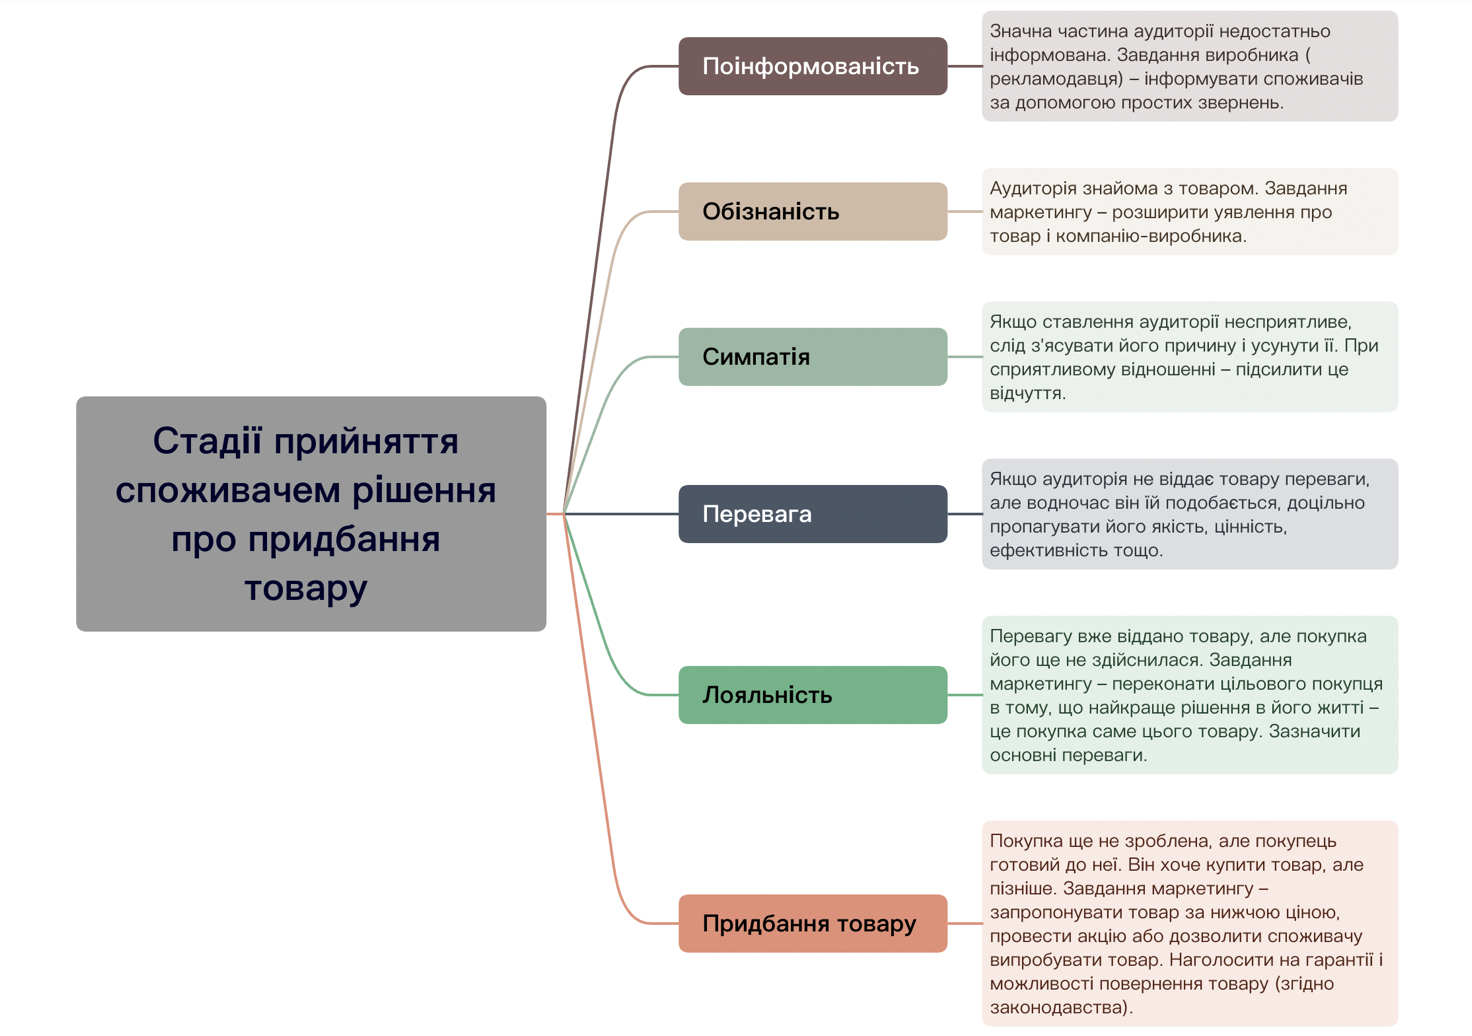 Стадії прийняття
споживачем рішення
про придбання
товару
Поінформованість
Значна частина аудиторії недостатньо
інформована. Завдання виробника (
рекламодавця) – інформувати споживачів
за допомогою простих звернень.
Обізнаність
Аудиторія знайома з товаром. Завдання
маркетингу – розширити уявлення про
товар і компанію-виробника.
Симпатія
Якщо ставлення аудиторії несприятливе,
слід з'ясувати його причину і усунути її. При
сприятливому відношенні – підсилити це
відчуття.
Перевага
Якщо аудиторія не віддає товару переваги,
але водночас він їй подобається, доцільно
пропагувати його якість, цінність,
ефективність тощо.
Лояльність
Перевагу вже віддано товару, але покупка
його ще не здійснилася. Завдання
маркетингу – переконати цільового покупця
в тому, що найкраще рішення в його житті –
це покупка саме цього товару. Зазначити
основні переваги.
Придбання товару
Покупка ще не зроблена, але покупець
готовий до неї. Він хоче купити товар, але
пізніше. Завдання маркетингу –
запропонувати товар за нижчою ціною,
провести акцію або дозволити споживачу
випробувати товар. Наголосити на гарантії і
можливості повернення товару (згідно
законодавства).